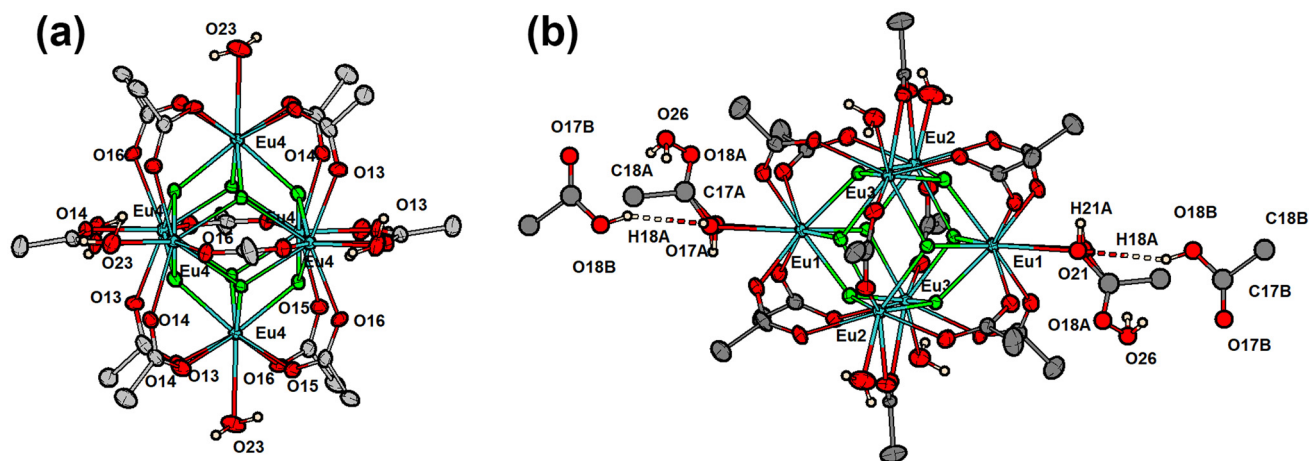 (a)
O23
Eu4
O16
O14
O13
O14
Eu4
Eu4
O13
O16
O23
Eu4
Eu4
O13
O14
O15
O16
Eu4
O14
O13
O16
O15
O23
(b)
O17B
O26
O18A
C18A
C17A
H18A
O17A
O18B
Eu2
Eu3
Eu1
Eu1
Eu3
Eu2
H21A
O18B
C18B
H18A
O21
C17B
O18A
O26
O17B